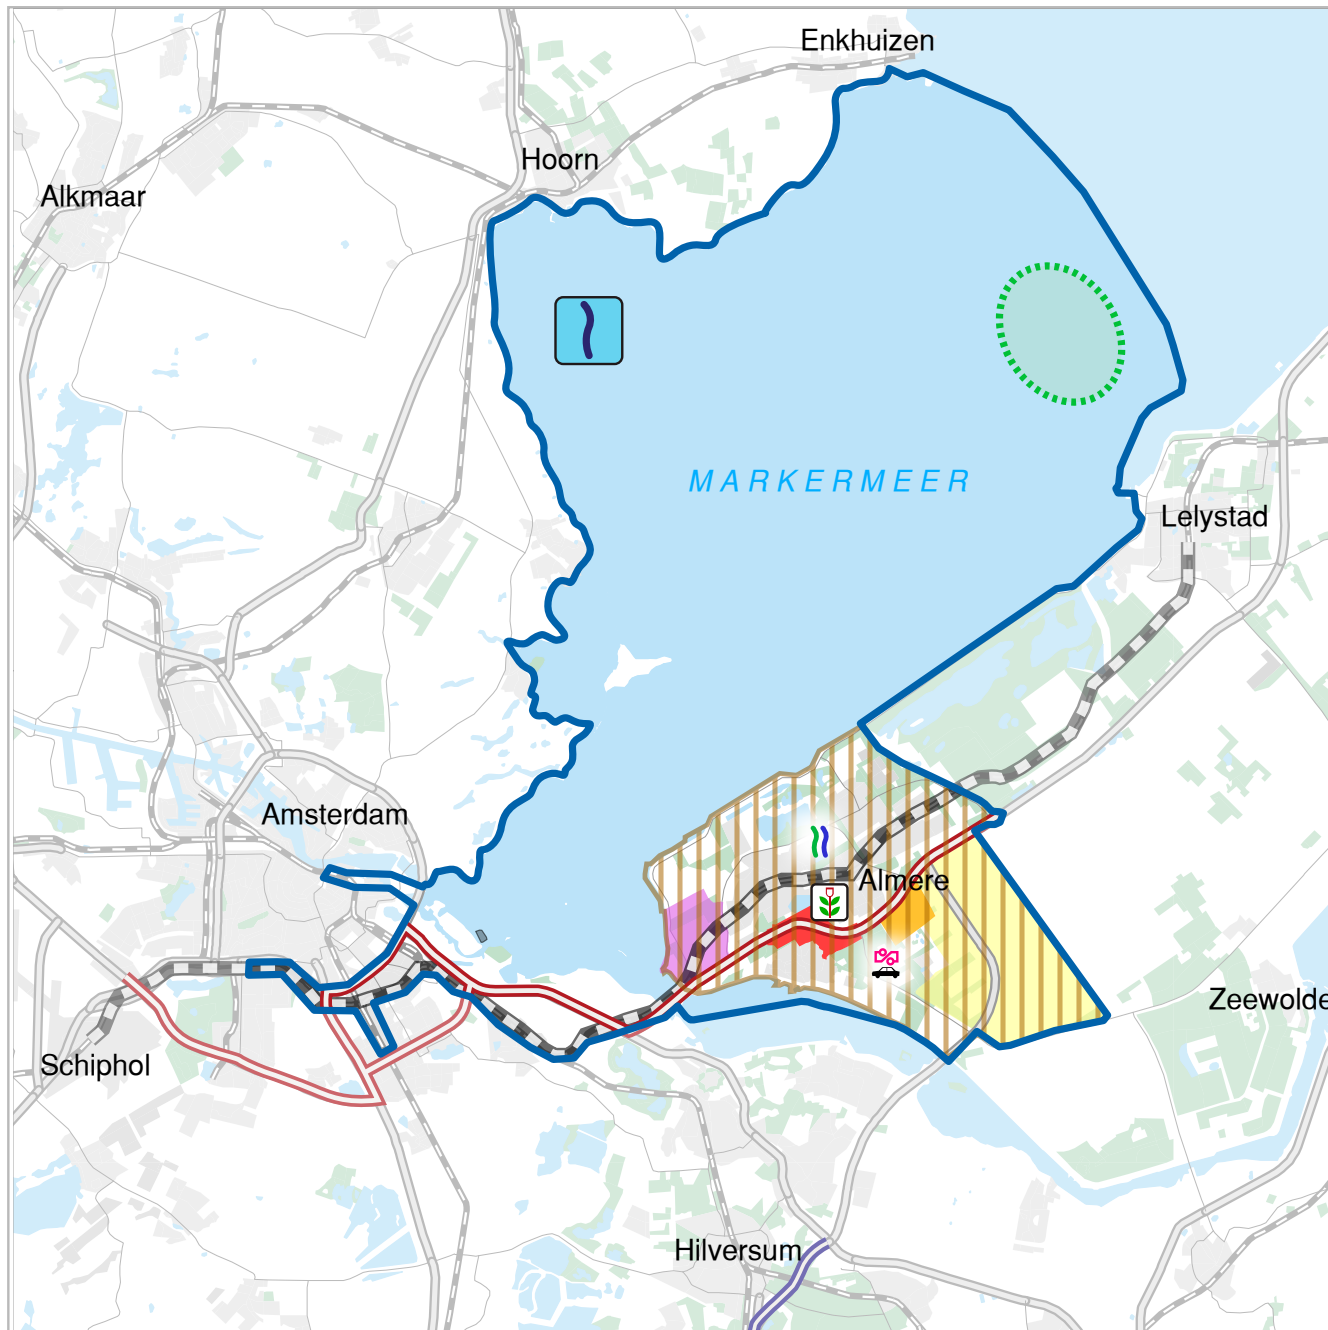 Enkhuizen
Hoorn
Alkmaar
MARKERMEER
Lelystad
Amsterdam
Almere
Zeewolde
Schiphol
Hilversum